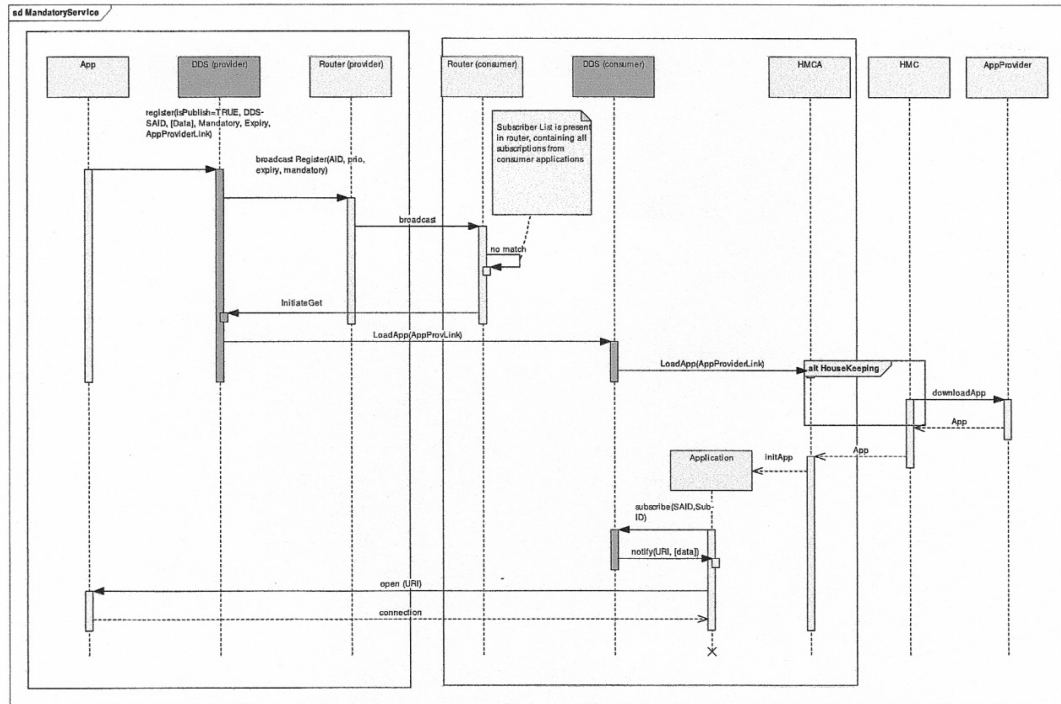 sd MandatoryService
App
DDS (provider)
Router (provider)
Router (consumer)
DDS (consumer)
HMCA
HMC
AppProvider
register(isPublish=TRUE, DDS-
SAID, [Data], Mandatory, Expiry,
AppProviderLink)
Subscriber List is present
in router, containing all
subscriptions from
consumer applications
broadcast Register(AID, prio,
expiry, mandatory)
broadcast
no match
InitiateGet
LoadApp(AppProvLink)
LoadApp(AppProviderLink)
alt HouseKeeping
downloadApp
App
App
Application
initApp
subscribe(SAID,Sub-
ID)
notify(URI, [data])
open (URI)
connection